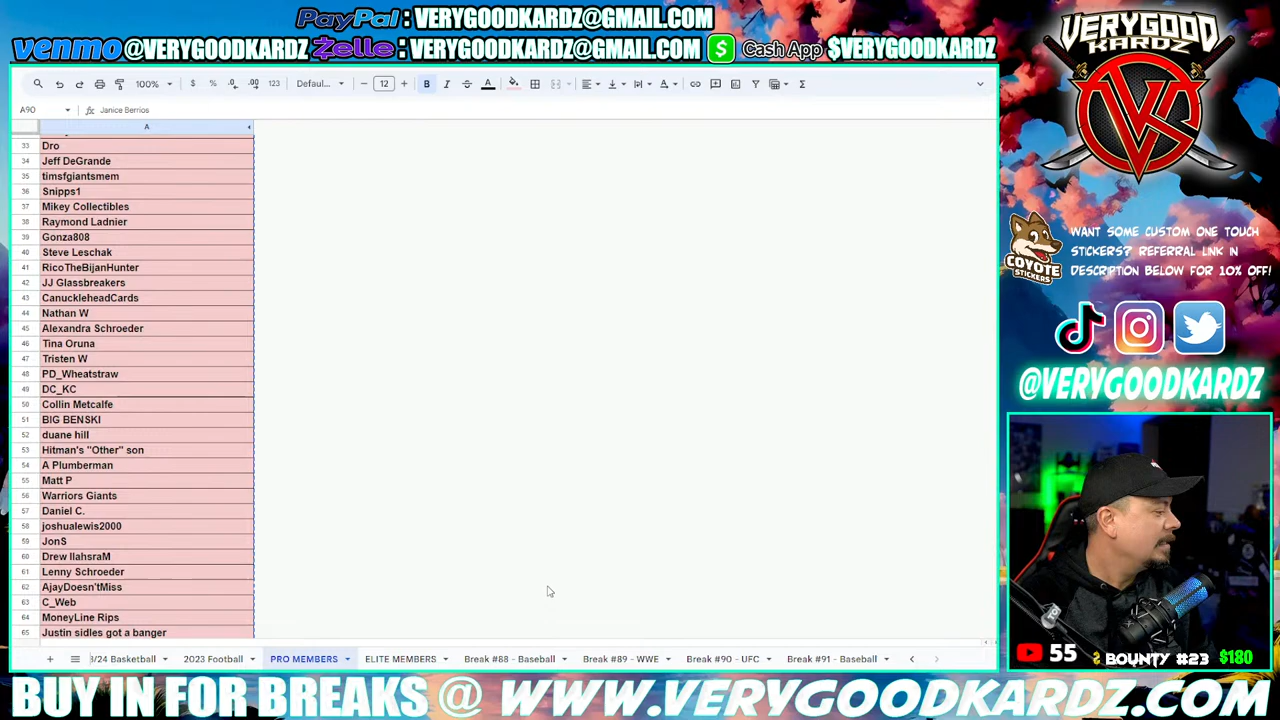 PayPal : VERYGOODKARDZ@GMAIL.COM
venmo @VERYGOODKARDZ Zelle : VERYGOODKARDZ@GMAIL.COM $ Cash App $VERYGOODKARDZ
VERYGOOD
KARDZ
100% $ % .0 .00 123 Defaul... − 12 + B I A
A90 fx Janice Berrios
A
33 Dro
34 Jeff DeGrande
35 timsfgiantsmem
36 Snipps1
37 Mikey Collectibles
38 Raymond Ladnier
39 Gonza808
40 Steve Leschak
41 RicoTheBijanHunter
42 JJ Glassbreakers
43 CanuckleheadCards
44 Nathan W
45 Alexandra Schroeder
46 Tina Oruna
47 Tristen W
48 PD_Wheatstraw
49 DC_KC
50 Collin Metcalfe
51 BIG BENSKI
52 duane hill
53 Hitman's "Other" son
54 A Plumberman
55 Matt P
56 Warriors Giants
57 Daniel C.
58 joshualewis2000
59 JonS
60 Drew llahsraM
61 Lenny Schroeder
62 AjayDoesn'tMiss
63 C_Web
64 MoneyLine Rips
65 Justin sidles got a banger
3/24 Basketball 2023 Football PRO MEMBERS ELITE MEMBERS Break #88 - Baseball Break #89 - WWE Break #90 - UFC Break #91 - Baseball
COYOTE
STICKERS
WANT SOME CUSTOM ONE TOUCH
STICKERS? REFERRAL LINK IN
DESCRIPTION BELOW FOR 10% OFF!
@VERYGOODKARDZ
55 BOUNTY #23 $180
BUY IN FOR BREAKS @ WWW.VERYGOODKARDZ.COM